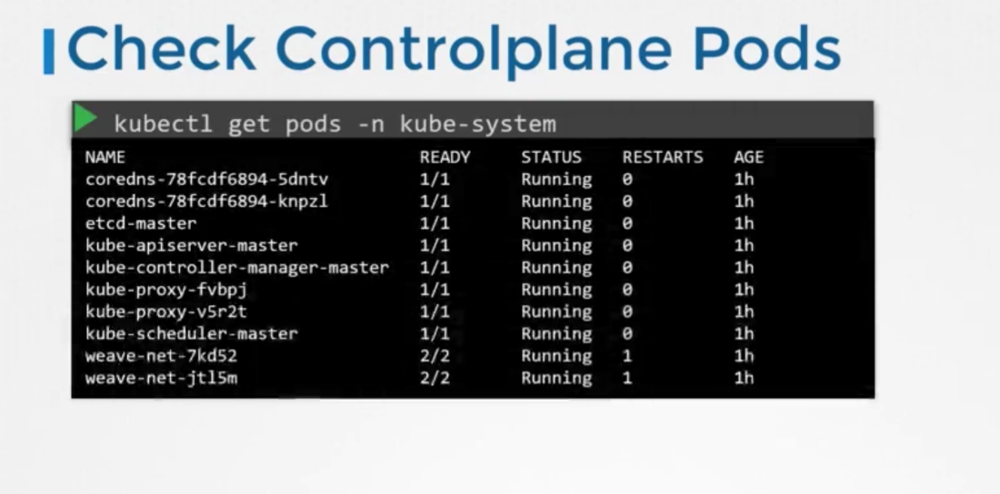 Check Controlplane Pods
kubectl get pods -n kube-system
NAME READY STATUS RESTARTS AGE
coredns-78fcdf6894-5dntv 1/1 Running 0 1h
coredns-78fcdf6894-knpzl 1/1 Running 0 1h
etcd-master 1/1 Running 0 1h
kube-apiserver-master 1/1 Running 0 1h
kube-controller-manager-master 1/1 Running 0 1h
kube-proxy-fvbpj 1/1 Running 0 1h
kube-proxy-v5r2t 1/1 Running 0 1h
kube-scheduler-master 1/1 Running 0 1h
weave-net-7kd52 2/2 Running 1 1h
weave-net-jtl5m 2/2 Running 1 1h